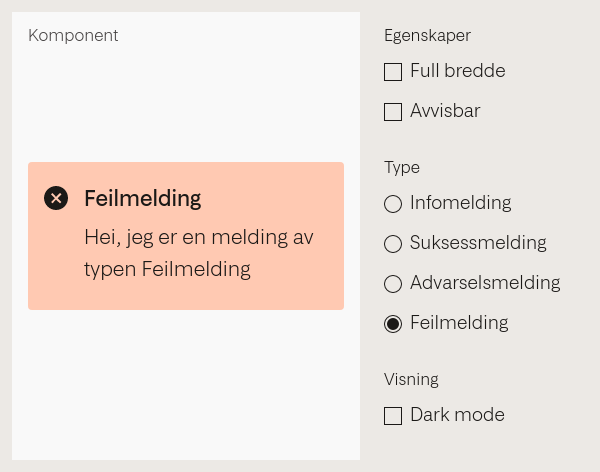 Komponent
Feilmelding
Hei, jeg er en melding av
typen Feilmelding
Egenskaper
Full bredde
Avvisbar
Type
Infomelding
Suksessmelding
Advarselsmelding
Feilmelding
Visning
Dark mode